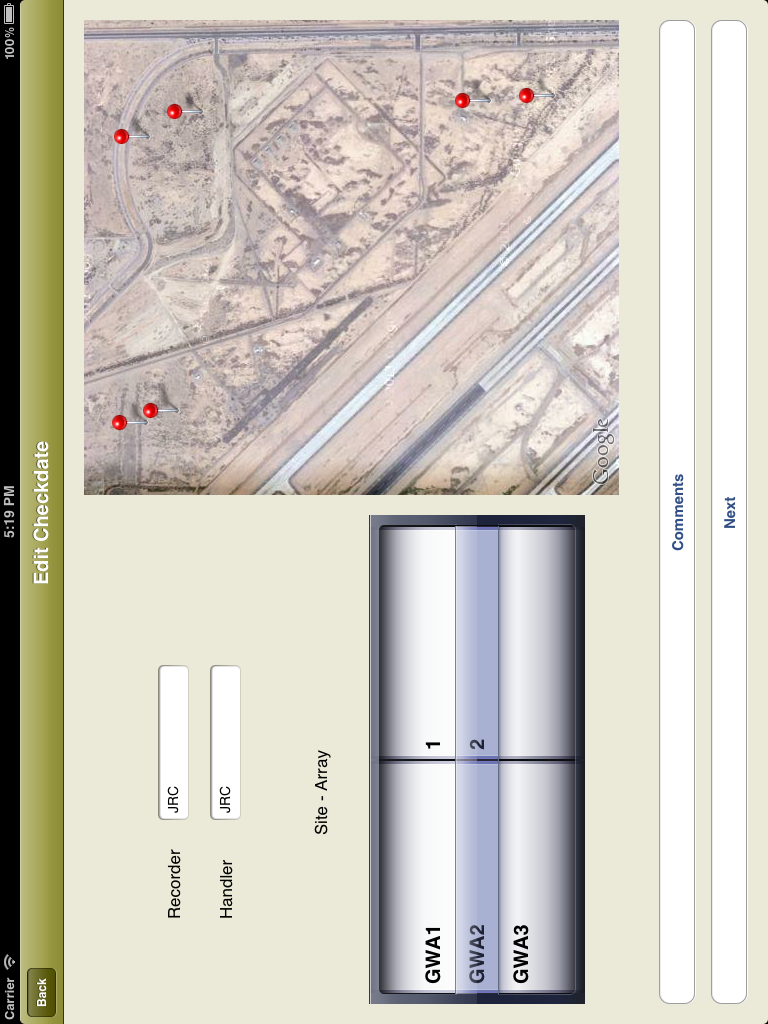 Carrier 5:19 PM 100%
Back Edit Checkdate
Recorder JRC
Handler JRC
Site - Array
GWA1 1
GWA2 2
GWA3
Google
Comments
Next